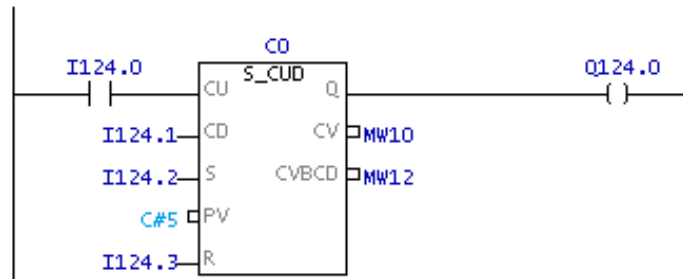 C0
I124.0 S_CUD Q124.0
CU Q
I124.1 CD CV MW10
I124.2 S CVBCD MW12
C#5 PV
I124.3 R